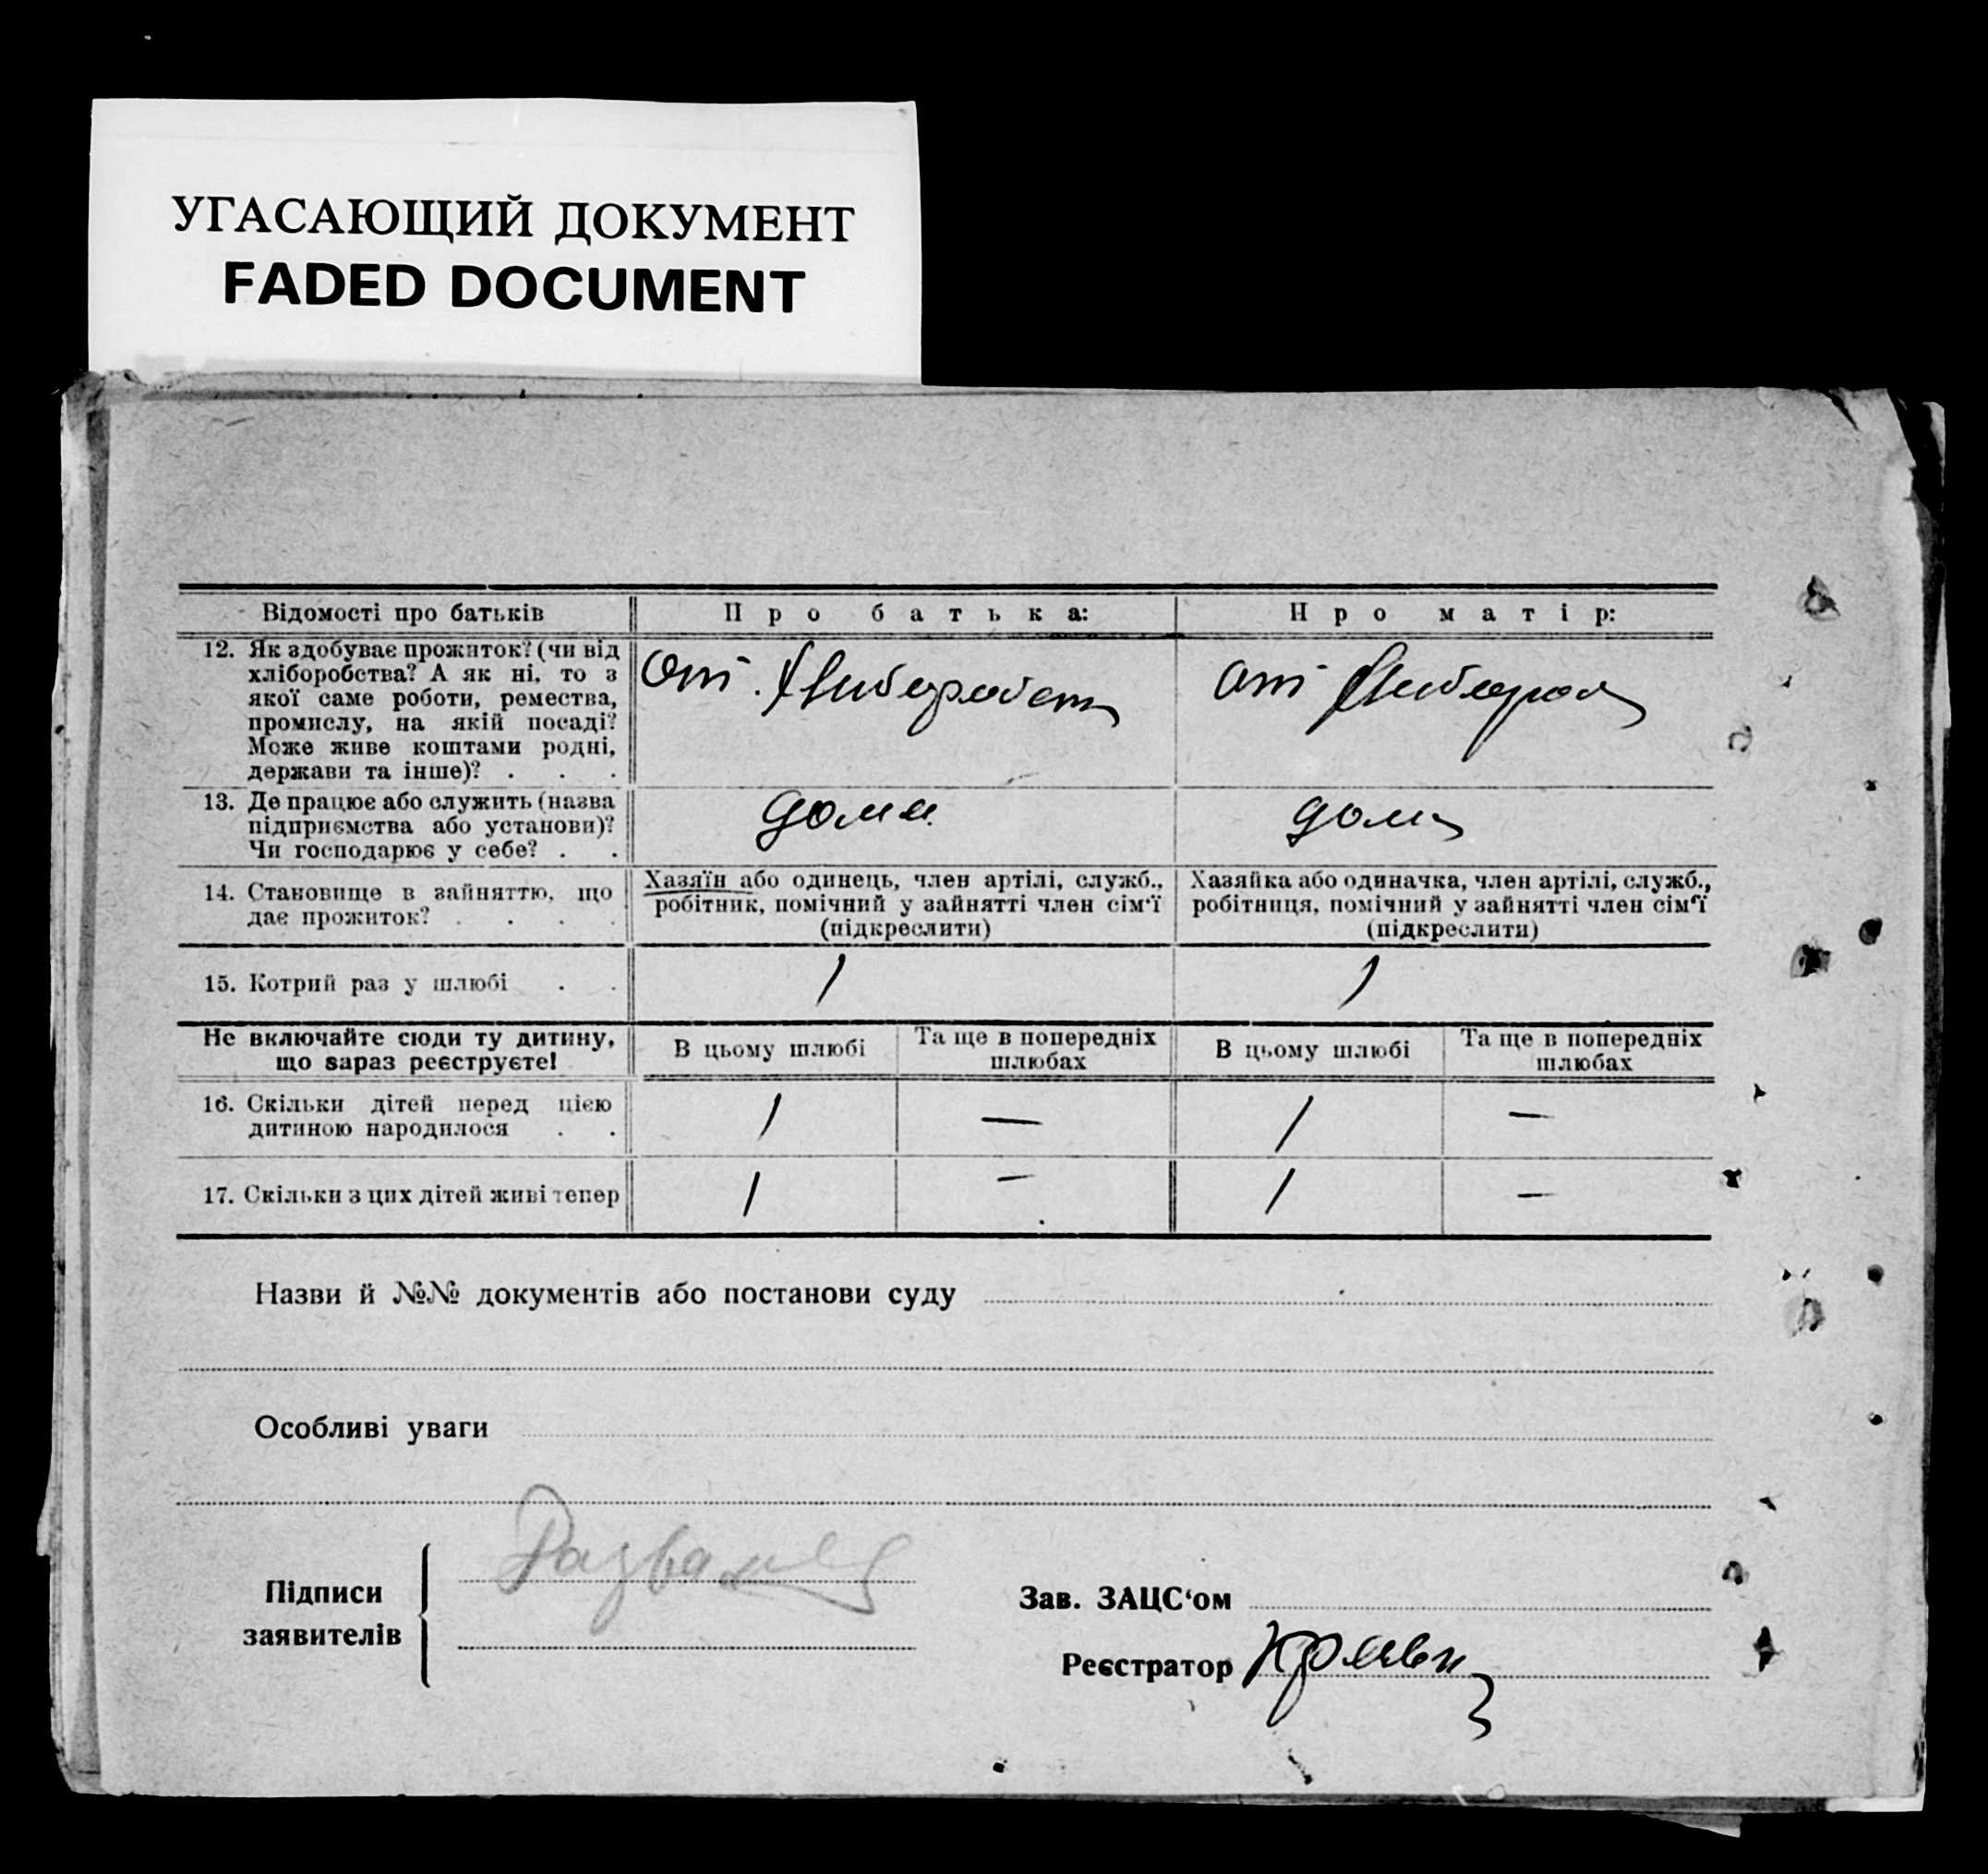 УГАСАЮЩИЙ ДОКУМЕНТ
FADED DOCUMENT
Відомості про батьків
Про батька:
Про матір:
12. Як здобуває прожиток? (чи від
хліборобства? А як ні, то з
якої саме роботи, ремества,
промислу, на якій посаді?
Може живе коштами родні,
держави та інше)? . . .
от. Хлиборобств
от Хлибороб
13. Де працює або служить (назва
підприємства або установи)?
Чи господарює у себе? . .
дома
дома
14. Становище в зайняттю, що
дає прожиток? . . . .
Хазяїн або одинець, член артілі, служб.,
робітник, помічний у зайнятті член сім'ї
(підкреслити)
Хазяйка або одиначка, член артілі, служб.,
робітниця, помічний у зайнятті член сім'ї
(підкреслити)
15. Котрий раз у шлюбі . .
1
1
Не включайте сюди ту дитину,
що зараз реєструєте!
В цьому шлюбі
Та ще в попередніх
шлюбах
В цьому шлюбі
Та ще в попередніх
шлюбах
16. Скільки дітей перед цією
дитиною народилося . .
1
—
1
—
17. Скільки з цих дітей живі тепер
1
—
1
—
Назви й №№ документів або постанови суду
Особливі уваги
Підписи
заявителів
Зав. ЗАЦС'ом
Реєстратор